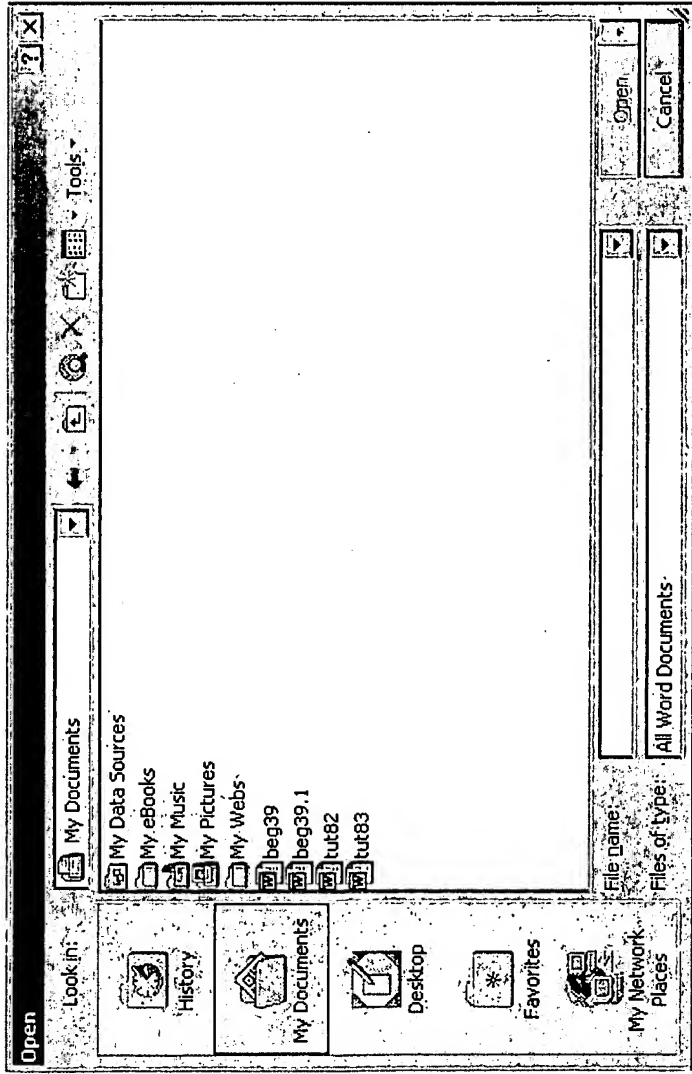 Open
Look in:
My Documents
Tools
History
My Documents
Desktop
Favorites
My Network
Places
My Data Sources
My eBooks
My Music
My Pictures
My Webs
beg39
beg39.1
tut82
tut83
File name:
Open
Files of type:
All Word Documents
Cancel